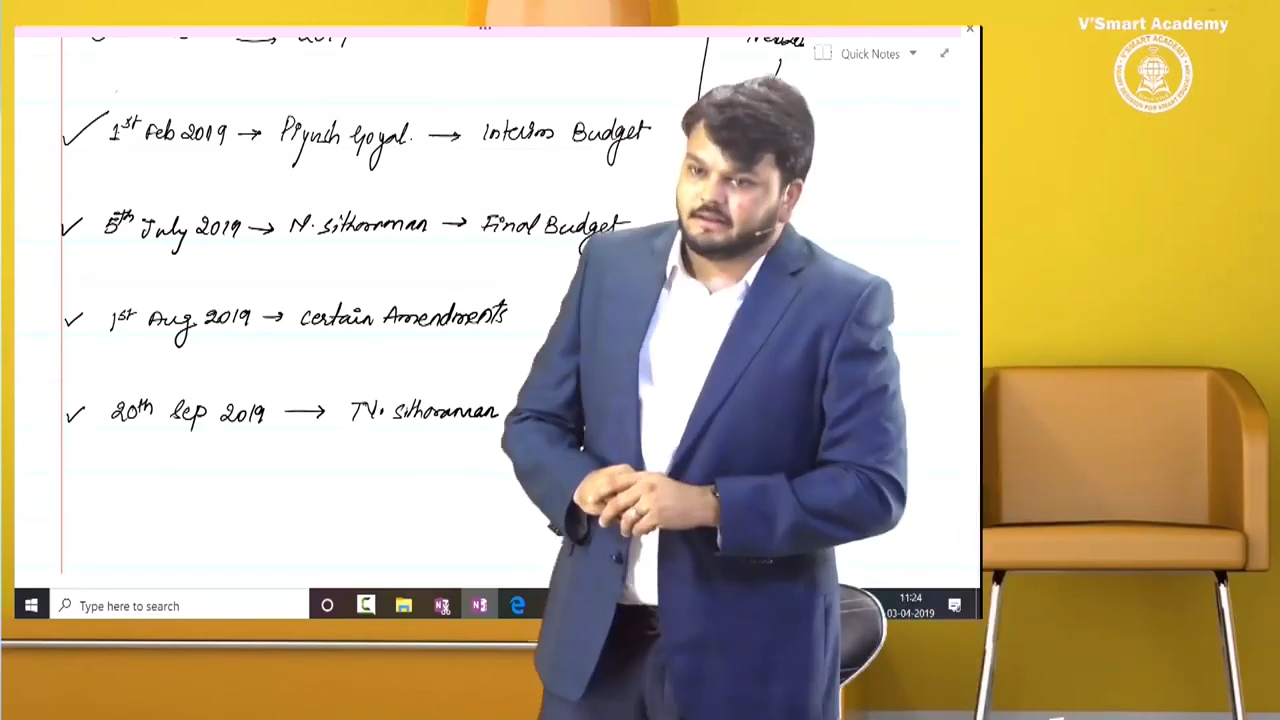 V'Smart Academy
2017
Quick Notes
1st Feb 2019 → Piyush Goyal. → Interim Budget
5th July 2019 → N. Sitharaman → Final Budget
1st Aug 2019 → Certain Amendments
20th Sep 2019 → N. Sitharaman
Type here to search
11:24
03-04-2019